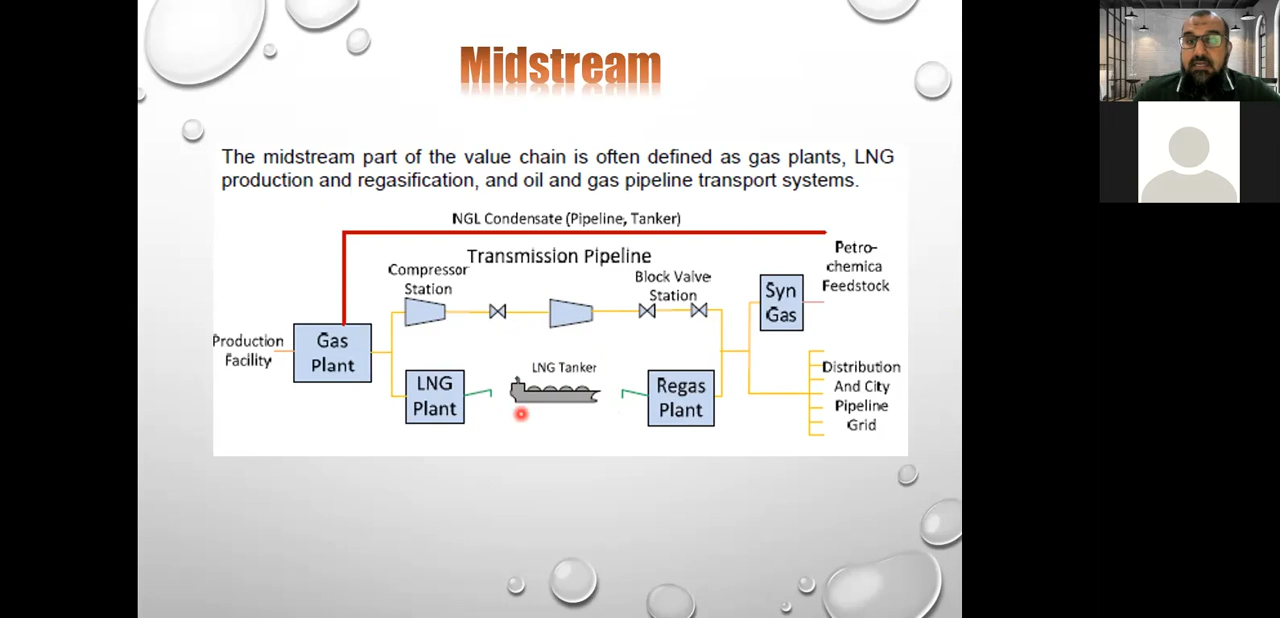 Midstream
The midstream part of the value chain is often defined as gas plants, LNG
production and regasification, and oil and gas pipeline transport systems.
NGL Condensate (Pipeline, Tanker)
Transmission Pipeline
Compressor
Station
Block Valve
Station
Petro-
chemica
Feedstock
Syn
Gas
Production
Facility
Gas
Plant
LNG
Plant
LNG Tanker
Regas
Plant
Distribution
And City
Pipeline
Grid